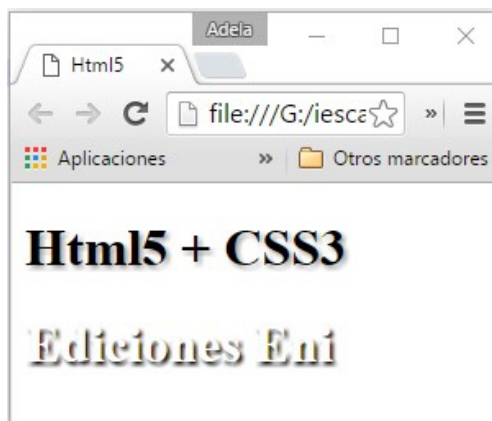 Adela
Html5
file:///G:/iesca
Aplicaciones » Otros marcadores
Html5 + CSS3
Ediciones Eni